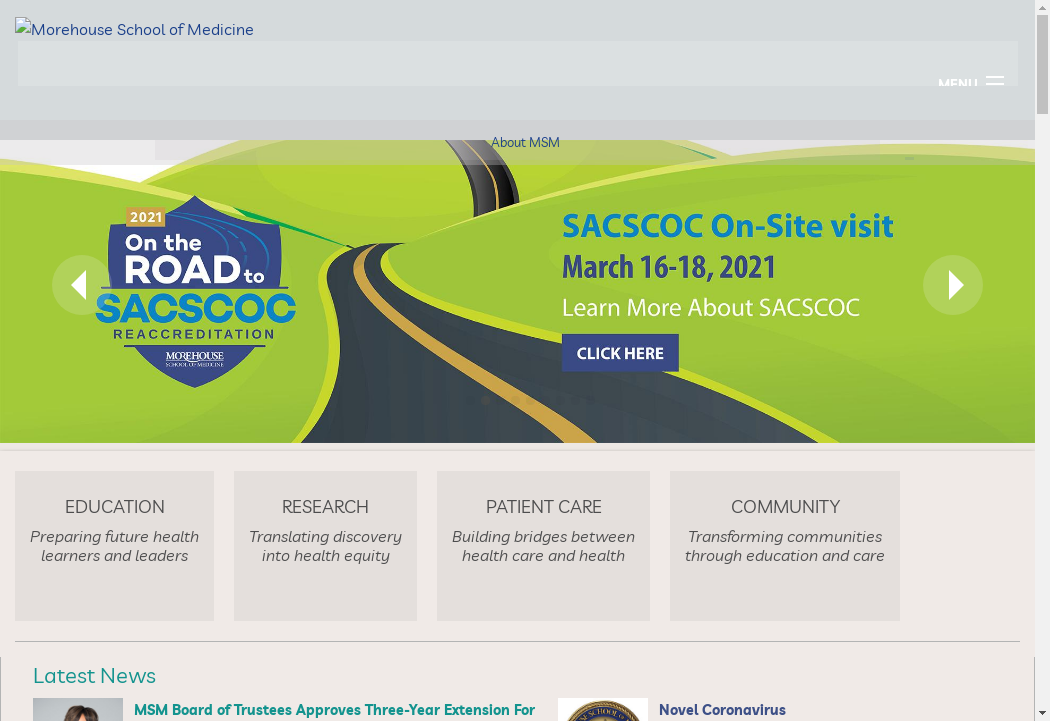 Morehouse School of Medicine
MENU
About MSM
2021
On the
ROAD to
SACSCOC
REACCREDITATION
MOREHOUSE
SCHOOL OF MEDICINE
SACSCOC On-Site visit
March 16-18, 2021
Learn More About SACSCOC
CLICK HERE
EDUCATION
Preparing future health
learners and leaders
RESEARCH
Translating discovery
into health equity
PATIENT CARE
Building bridges between
health care and health
COMMUNITY
Transforming communities
through education and care
Latest News
MSM Board of Trustees Approves Three-Year Extension For
Novel Coronavirus